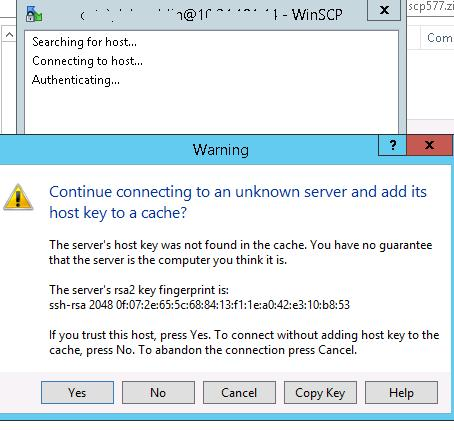 - WinSCP
x
scp577.zi
Com
Searching for host...
Connecting to host...
Authenticating...
Warning
?
x
Continue connecting to an unknown server and add its
host key to a cache?
The server's host key was not found in the cache. You have no guarantee
that the server is the computer you think it is.
The server's rsa2 key fingerprint is:
ssh-rsa 2048 0f:07:2e:65:5c:68:84:13:f1:1e:a0:42:e3:10:b8:53
If you trust this host, press Yes. To connect without adding host key to the
cache, press No. To abandon the connection press Cancel.
Yes
No
Cancel
Copy Key
Help